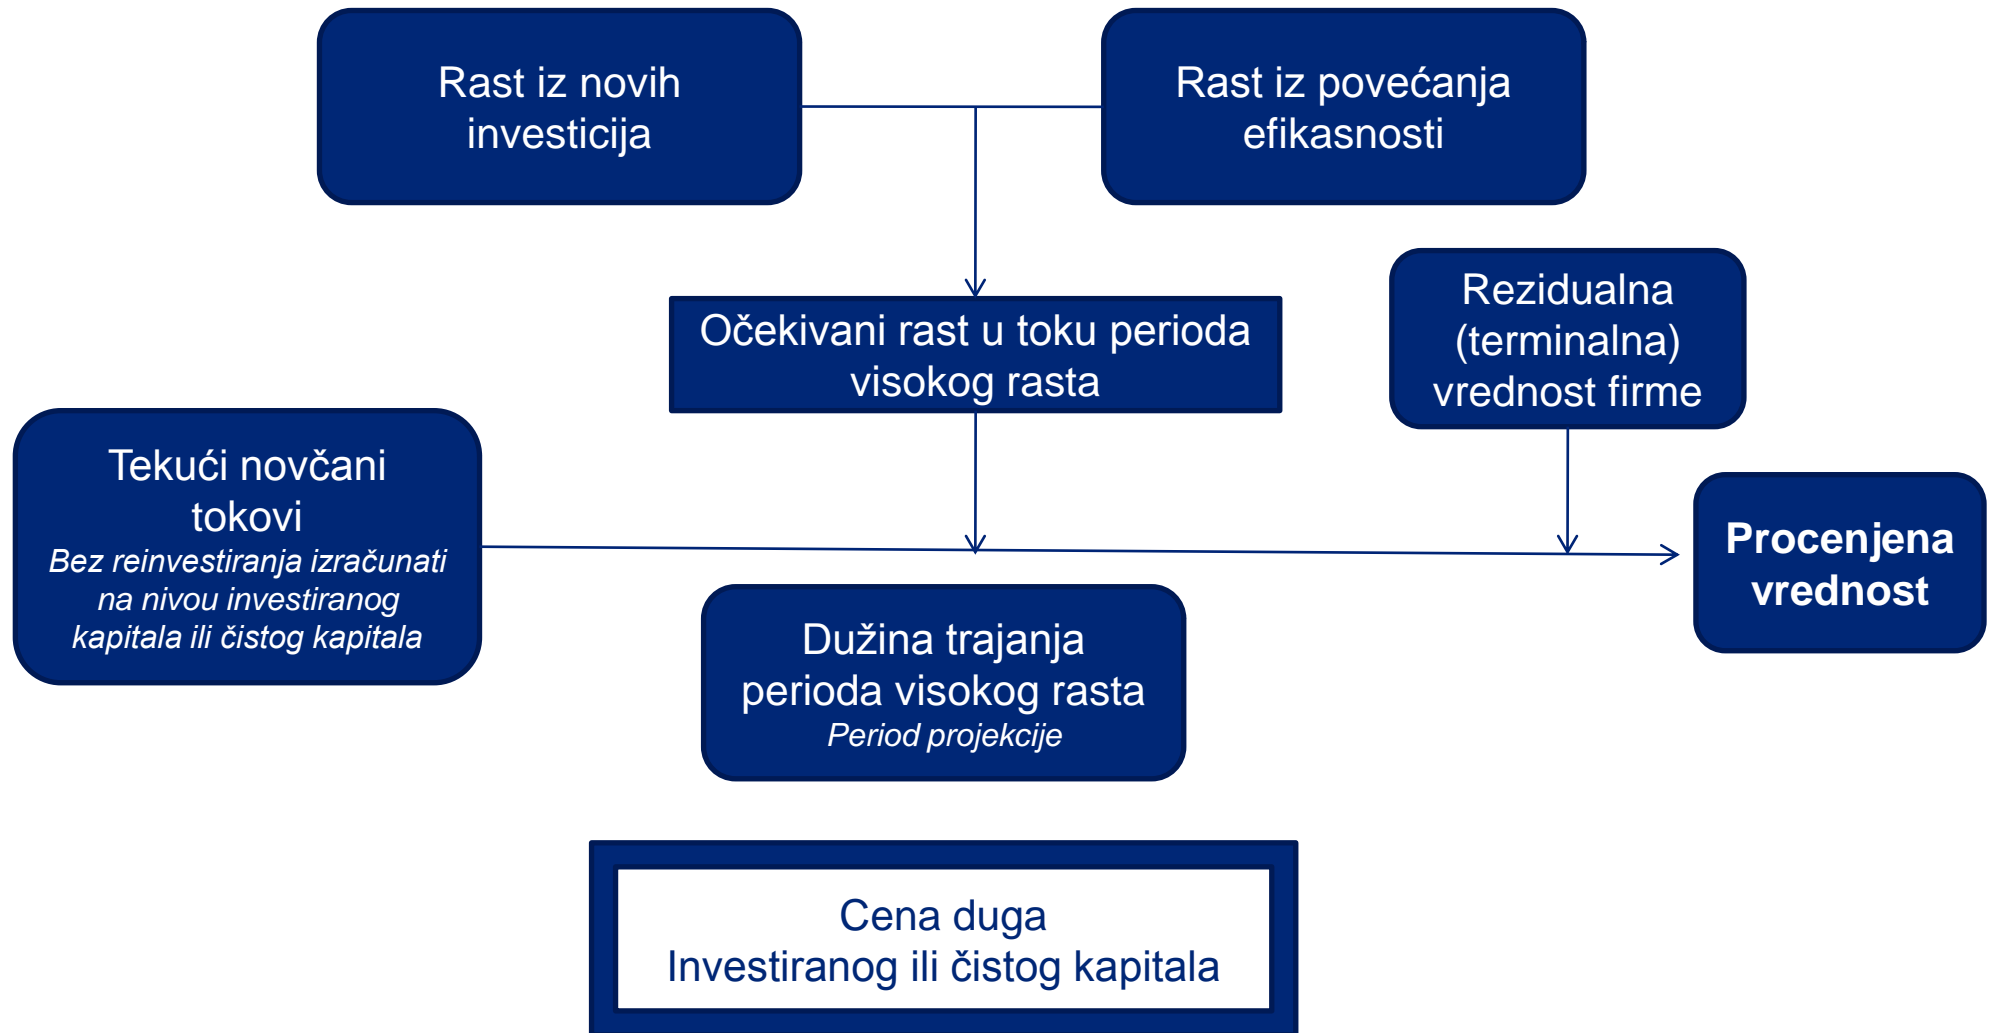 Rast iz novih
investicija
Rast iz povećanja
efikasnosti
Očekivani rast u toku perioda
visokog rasta
Rezidualna
(terminalna)
vrednost firme
Tekući novčani
tokovi
Bez reinvestiranja izračunati
na nivou investiranog
kapitala ili čistog kapitala
Procenjena
vrednost
Dužina trajanja
perioda visokog rasta
Period projekcije
Cena duga
Investiranog ili čistog kapitala